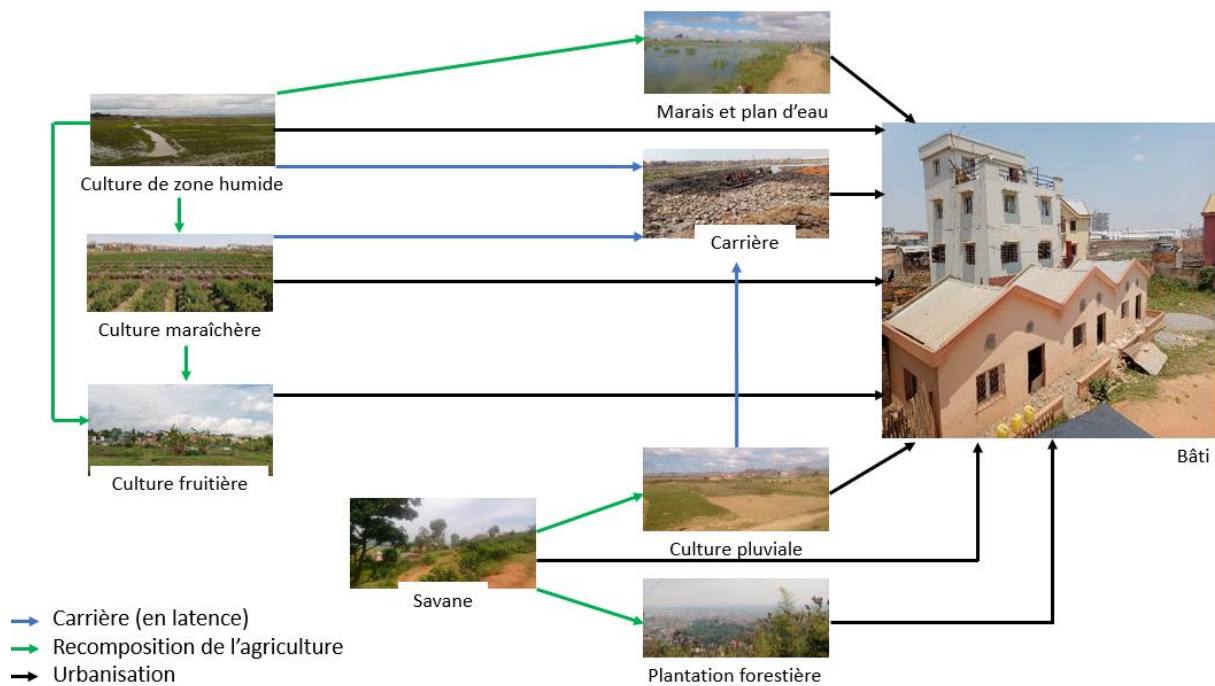 Marais et plan d'eau
Culture de zone humide
Carrière
Culture maraîchère
Bâti
Culture fruitière
Culture pluviale
Savane
Carrière (en latence)
Recomposition de l'agriculture
Plantation forestière
Urbanisation